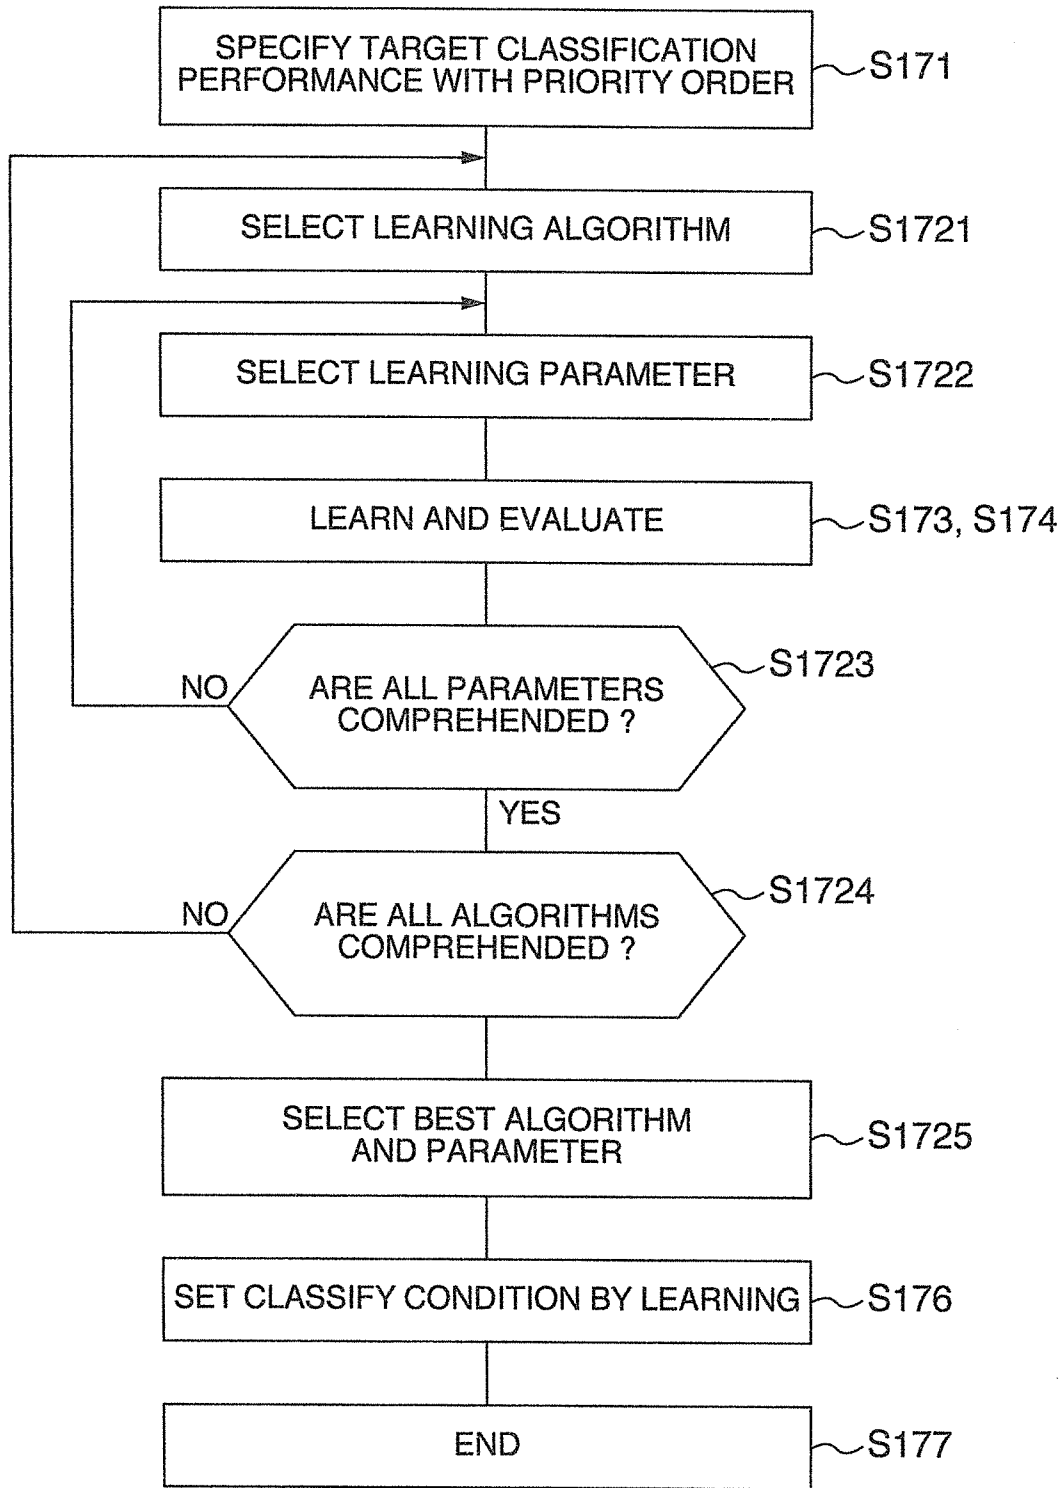 SPECIFY TARGET CLASSIFICATION
PERFORMANCE WITH PRIORITY ORDER
S171
SELECT LEARNING ALGORITHM
S1721
SELECT LEARNING PARAMETER
S1722
LEARN AND EVALUATE
S173, S174
S1723
NO
ARE ALL PARAMETERS
COMPREHENDED ?
YES
S1724
NO
ARE ALL ALGORITHMS
COMPREHENDED ?
SELECT BEST ALGORITHM
AND PARAMETER
S1725
SET CLASSIFY CONDITION BY LEARNING
S176
END
S177